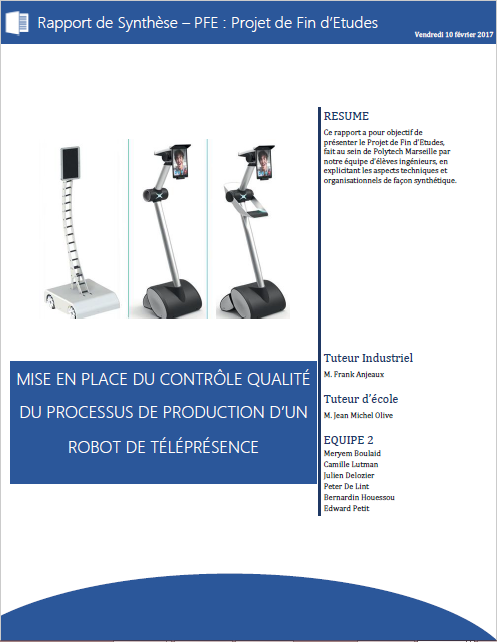 Rapport de Synthèse – PFE : Projet de Fin d'Etudes
Vendredi 10 février 2017
RESUME
Ce rapport a pour objectif de
présenter le Projet de Fin d'Etudes,
fait au sein de Polytech Marseille par
notre équipe d'élèves ingénieurs, en
explicitant les aspects techniques et
organisationnels de façon synthétique.
MISE EN PLACE DU CONTRÔLE QUALITÉ
DU PROCESSUS DE PRODUCTION D'UN
ROBOT DE TÉLÉPRÉSENCE
Tuteur Industriel
M. Frank Anjeaux
Tuteur d'école
M. Jean Michel Olive
EQUIPE 2
Meryem Boulaid
Camille Lutman
Julien Delozier
Peter De Lint
Bernardin Houessou
Edward Petit